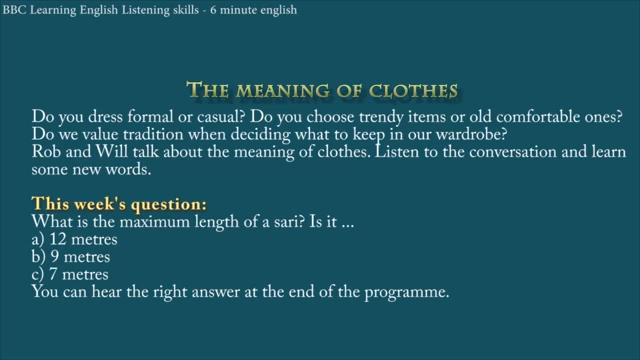 BBC Learning English Listening skills - 6 minute english
THE MEANING OF CLOTHES
Do you dress formal or casual? Do you choose trendy items or old comfortable ones?
Do we value tradition when deciding what to keep in our wardrobe?
Rob and Will talk about the meaning of clothes. Listen to the conversation and learn
some new words.
This week's question:
What is the maximum length of a sari? Is it ...
a) 12 metres
b) 9 metres
c) 7 metres
You can hear the right answer at the end of the programme.